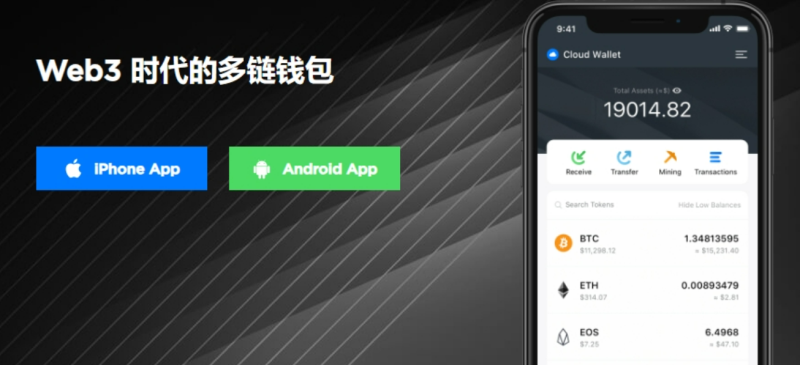 Web3 时代的多链钱包
iPhone App
Android App
9:41
Cloud Wallet
Total Assets (≈$)
19014.82
Receive
Transfer
Mining
Transactions
Search Tokens
Hide Low Balances
BTC
1.34813595
$11,298.12
≈ $15,231.40
ETH
0.00893479
$314.07
≈ $2.81
EOS
6.4968
$7.25
≈ $47.10